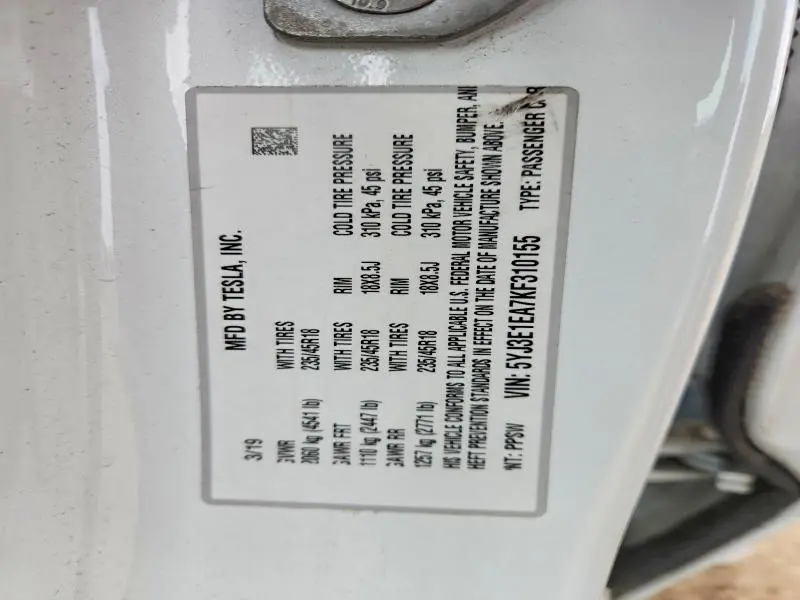 MFD BY TESLA, INC.
3/19
GVWR WITH TIRES
2060 kg (4541 lb) 235/45R18
GAWR FRT WITH TIRES RIM COLD TIRE PRESSURE
1110 kg (2447 lb) 235/45R18 18X8.5J 310 kPa, 45 psi
GAWR RR WITH TIRES RIM COLD TIRE PRESSURE
1257 kg (2771 lb) 235/45R18 18X8.5J 310 kPa, 45 psi
HIS VEHICLE CONFORMS TO ALL APPLICABLE U.S. FEDERAL MOTOR VEHICLE SAFETY, BUMPER, AN
HEFT PREVENTION STANDARDS IN EFFECT ON THE DATE OF MANUFACTURE SHOWN ABOVE.
VIN: 5YJ3E1EA7KF310155 TYPE: PASSENGER CAR
NT: PPSW